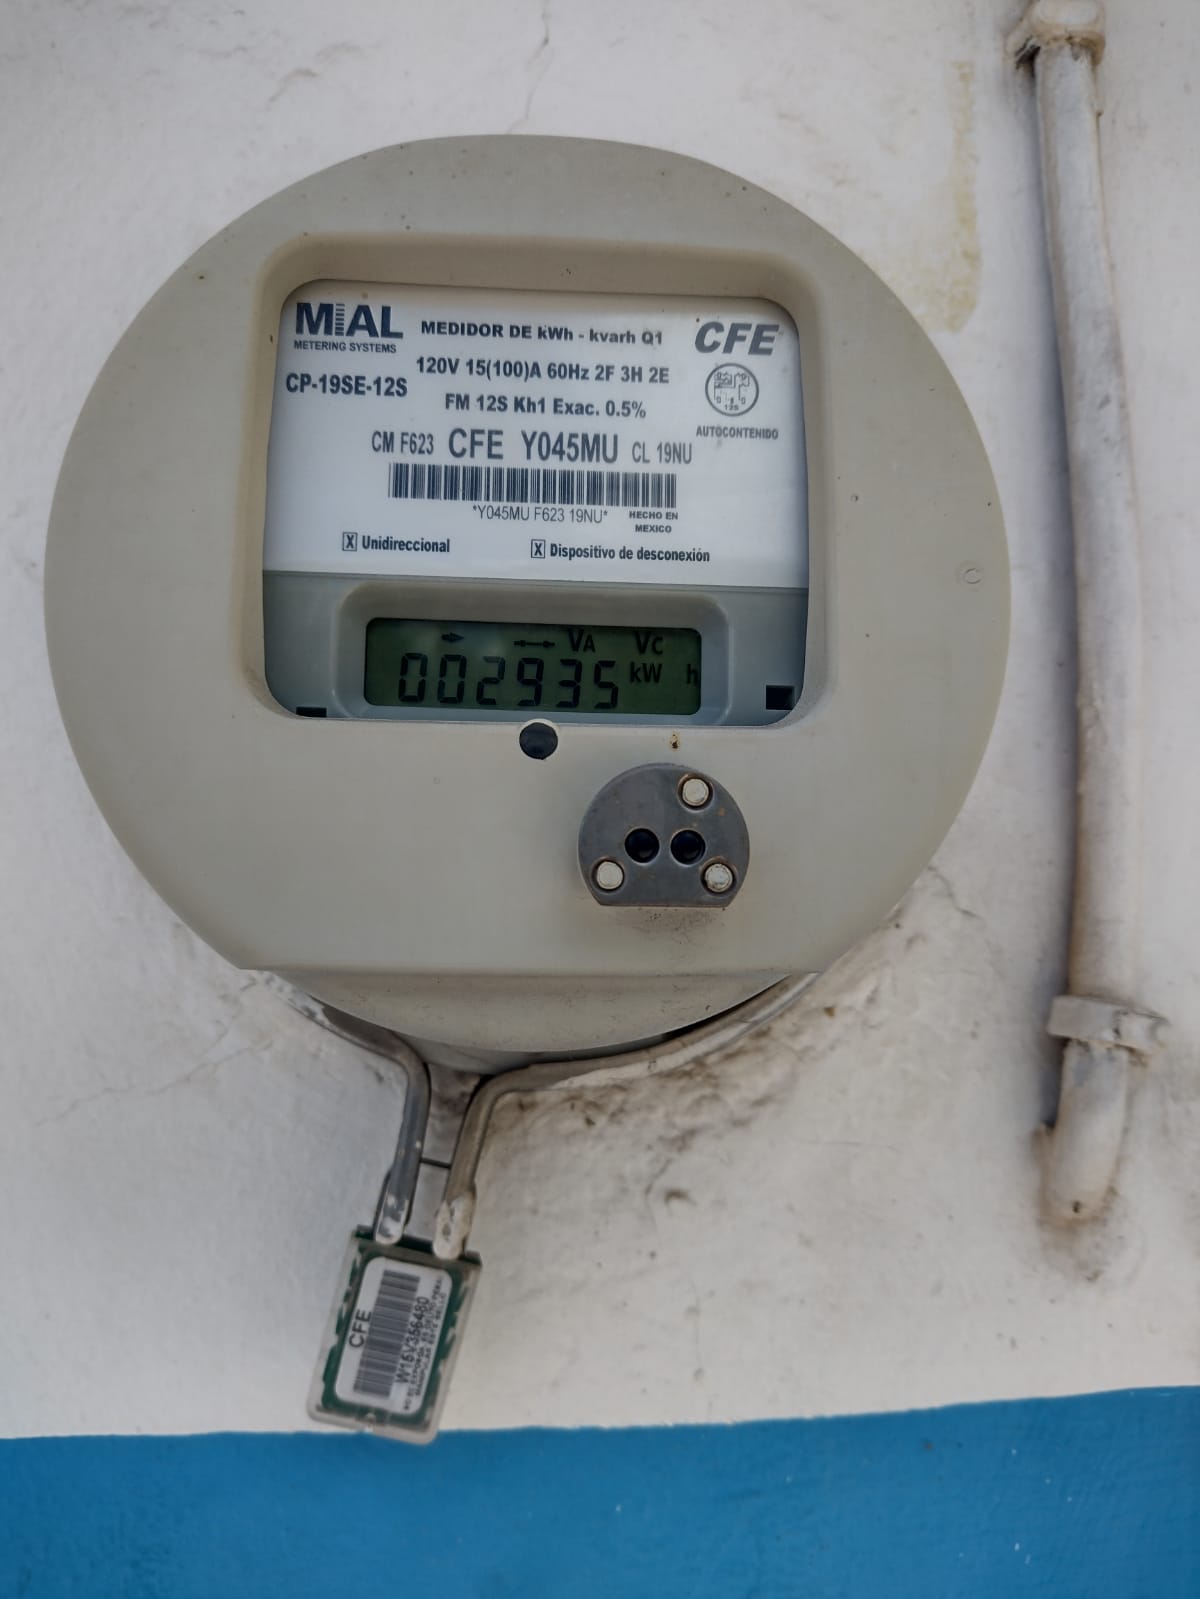 MIAL
METERING SYSTEMS
MEDIDOR DE kWh - kvarh Q1
CFE
120V 15(100)A 60Hz 2F 3H 2E
CP-19SE-12S
FM 12S Kh1 Exac. 0.5%
12S
AUTOCONTENIDO
CM F623 CFE Y045MU CL 19NU
*Y045MU F623 19NU*
HECHO EN
MEXICO
X Unidireccional
X Dispositivo de desconexión
VA VC
002935 kW h
CFE
W16V356480